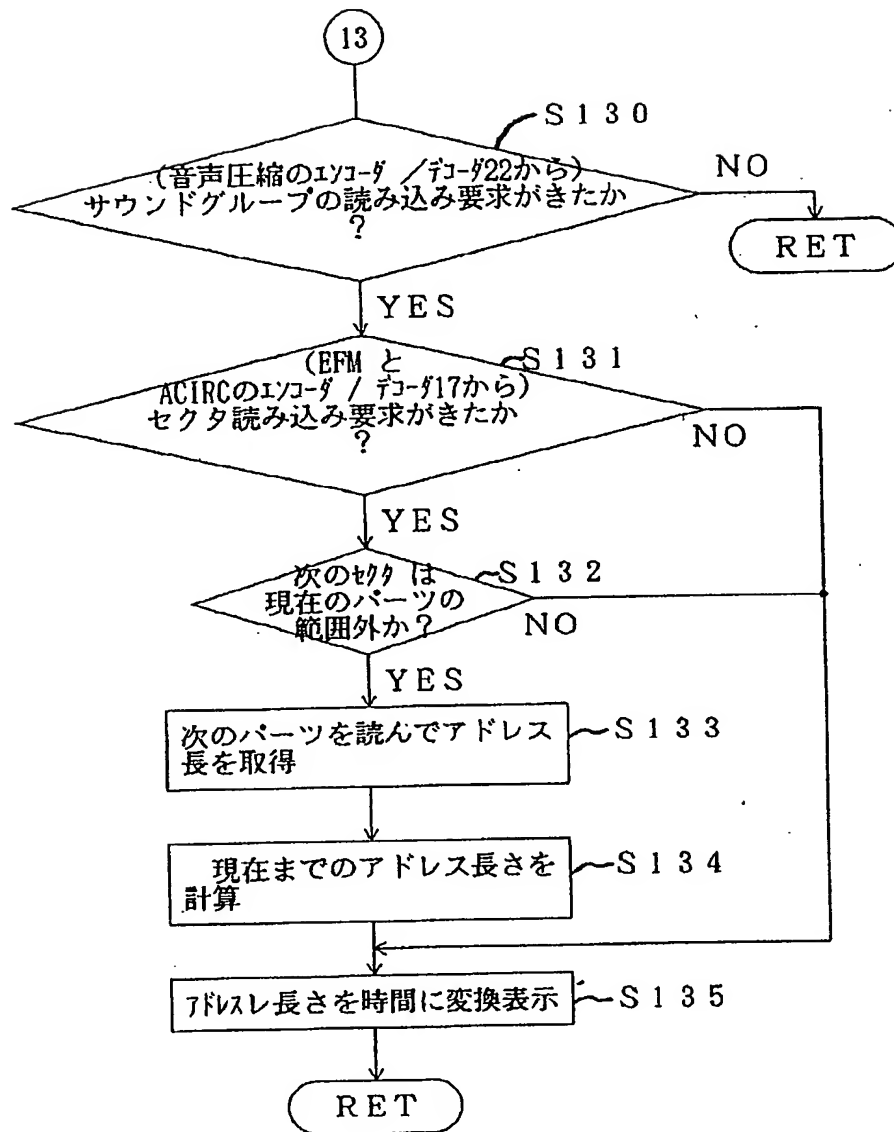 13
S130
(音声圧縮のエンコーダ /デコーダ22から)
サウンドグループの読み込み要求がきたか
?
NO
RET
YES
S131
(EFM と
ACIRCのエンコーダ / デコーダ17から)
セクタ読み込み要求がきたか
?
NO
YES
S132
次のセクタ は
現在のパーツの
範囲外か?
NO
YES
次のパーツを読んでアドレス
長を取得
S133
現在までのアドレス長さを
計算
S134
アドレスレ長さを時間に変換表示
S135
RET